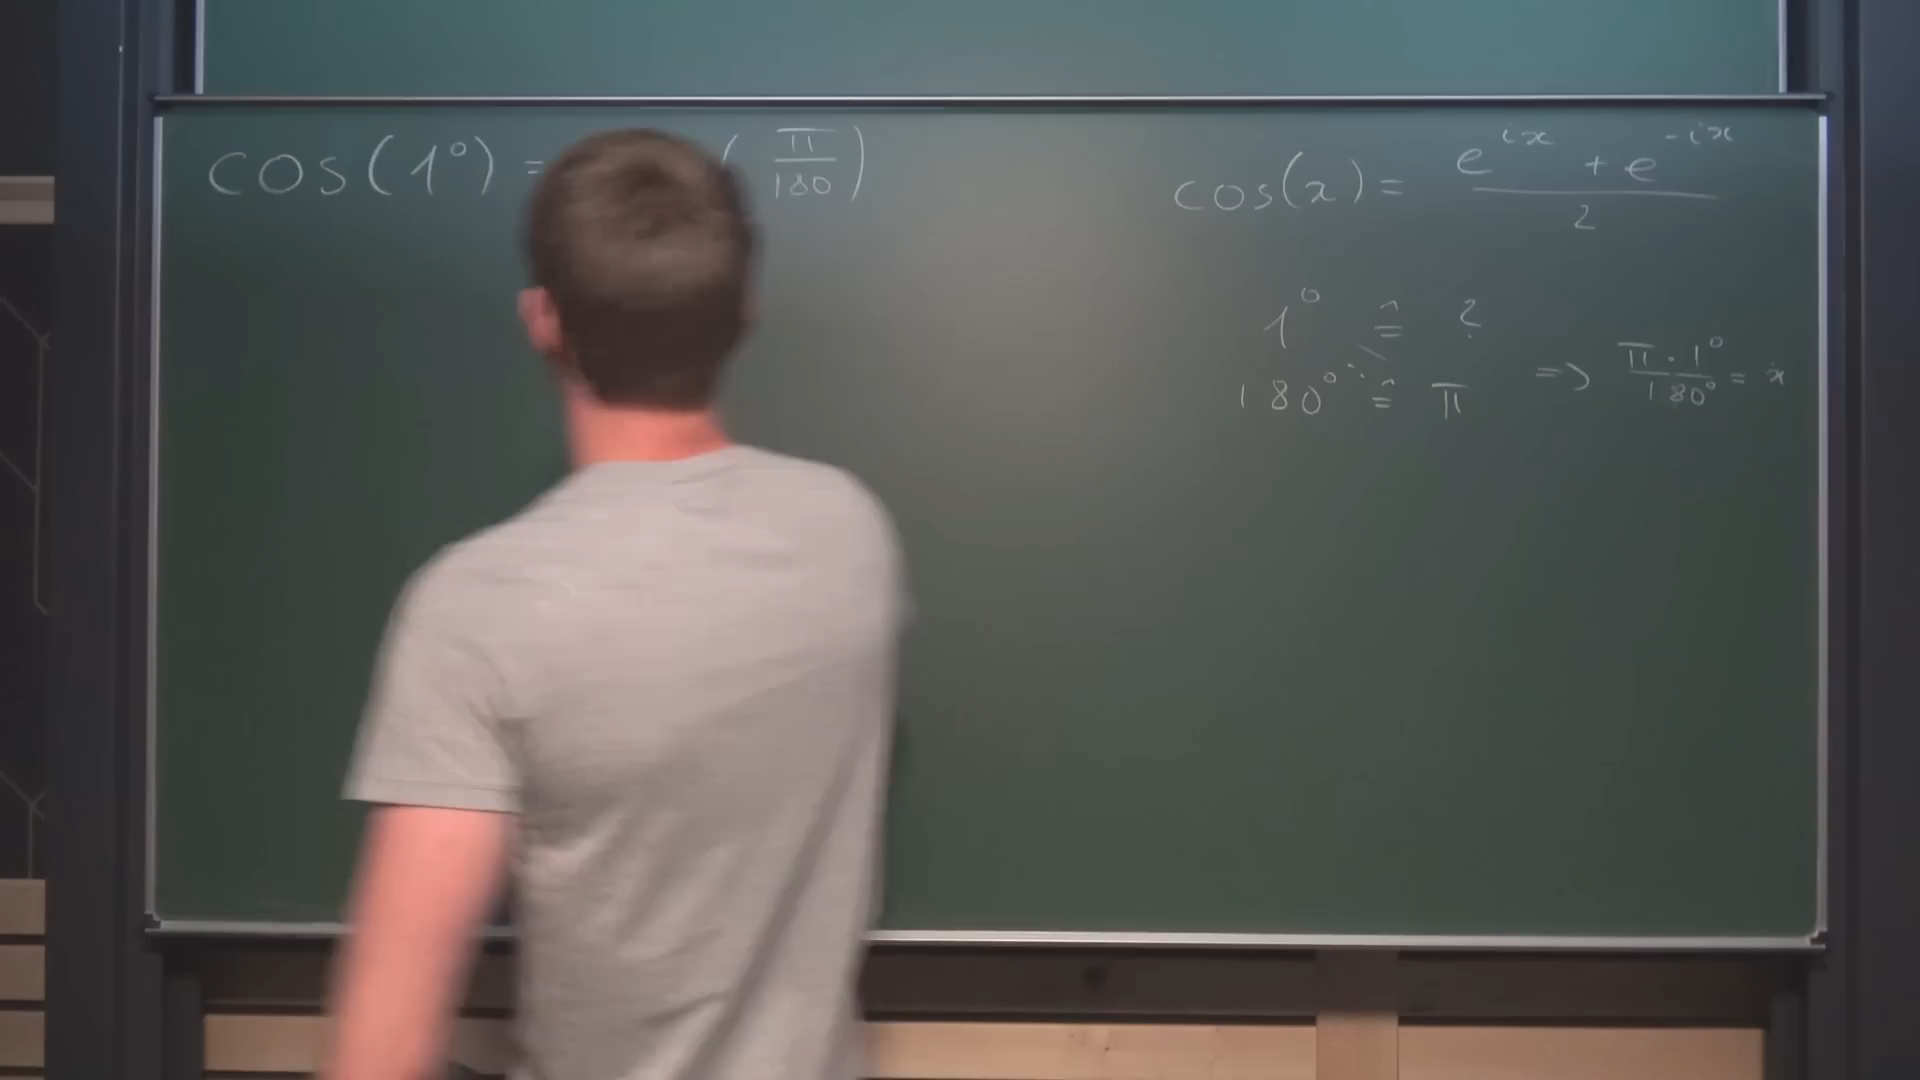 cos(1°) = ( π/180 )
cos(x) = (e^{ix} + e^{-ix})/2
1° ≙ ?
180° ≙ π => (π · 1°)/180° = x